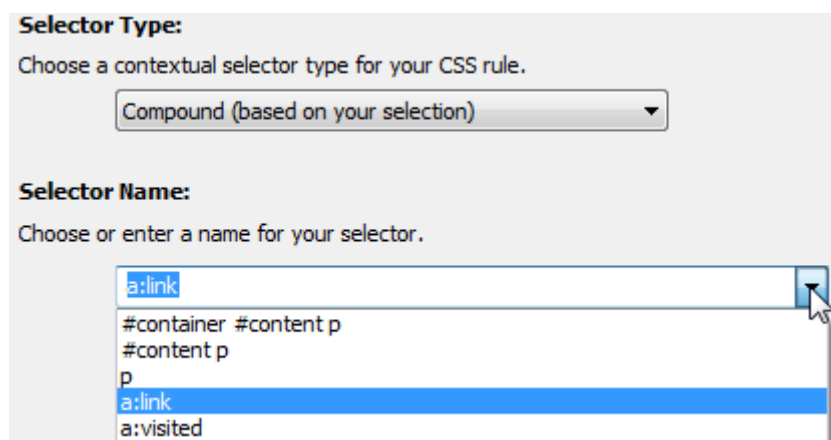 Selector Type:
Choose a contextual selector type for your CSS rule.
Compound (based on your selection)
Selector Name:
Choose or enter a name for your selector.
a:link
#container #content p
#content p
p
a:link
a:visited